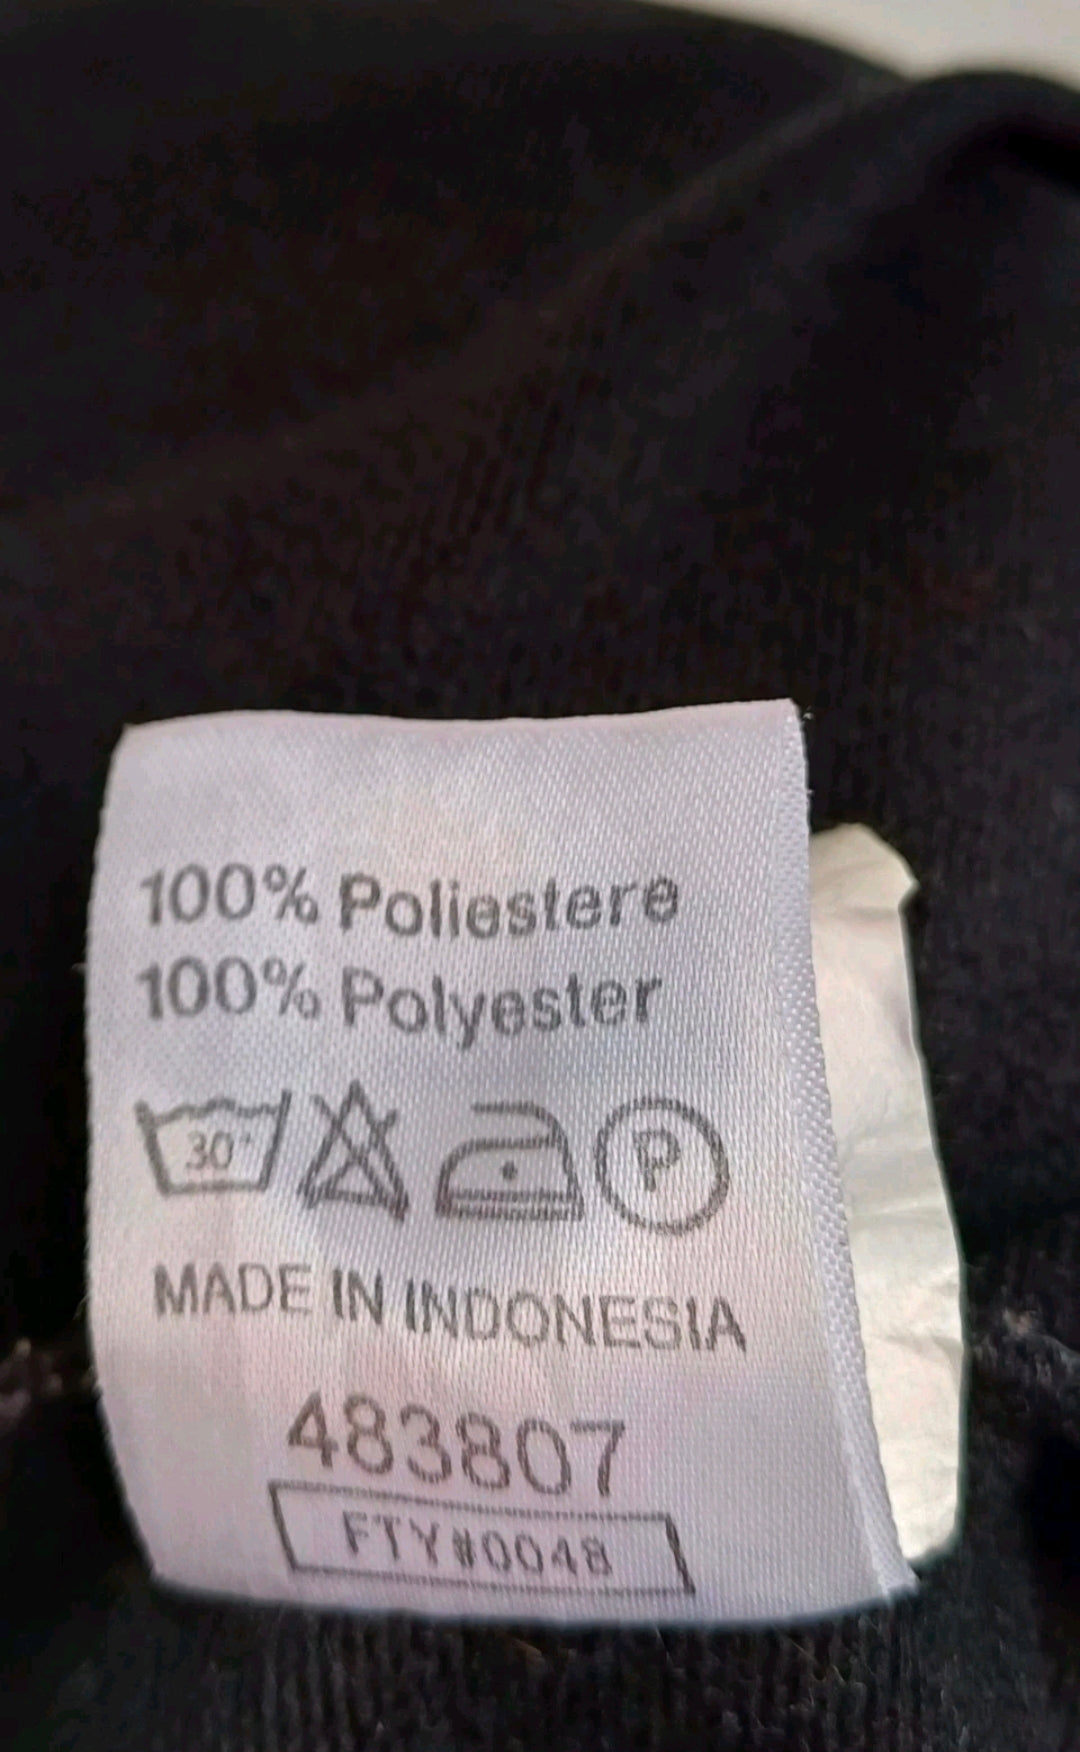 100% Poliestere
100% Polyester
30°
P
MADE IN INDONESIA
483807
FTY#0048